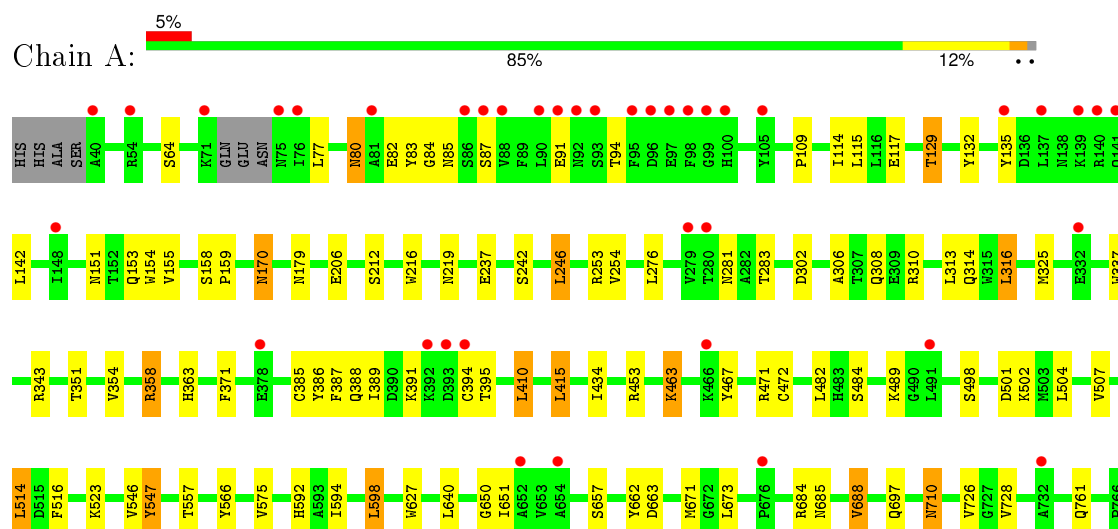 5%
Chain A:
85% 12% • •
HIS HIS ALA SER A40 R54 S64 K71 GLN GLU ASN N75 I76 L77 N80 A81 E82 Y83 G84 N85 S86 S87 V88 F89 L90 E91 N92 S93 T94 F95 D96 E97 F98 G99 H100 Y105 P109 I114 L115 L116 E117 T129 Y132 Y135 D136 L137 N138 K139 R140 Q141
L142 I148 N151 T152 Q153 W154 V155 S158 P159 N170 N179 E206 S212 W216 N219 E237 S242 L246 R253 V254 L276 V279 T280 N281 A282 T283 D302 A306 T307 Q308 E309 R310 L313 Q314 W315 L316 M325 E332 W337
R343 T351 V354 R358 H363 F371 E378 C385 Y386 F387 Q388 I389 D390 K391 K392 D393 C394 T395 L410 L415 I434 R453 K463 K466 Y467 R471 C472 L482 H483 S484 K489 G490 L491 S498 D501 K502 M503 L504 V507
L514 D515 F516 K523 V546 Y547 T557 Y566 V575 H592 A593 I594 L598 W627 L640 G650 I651 A652 V653 A654 S657 Y662 D663 M671 G672 L673 P676 R684 N685 V688 Q697 N710 V726 G727 V728 A732 Q761